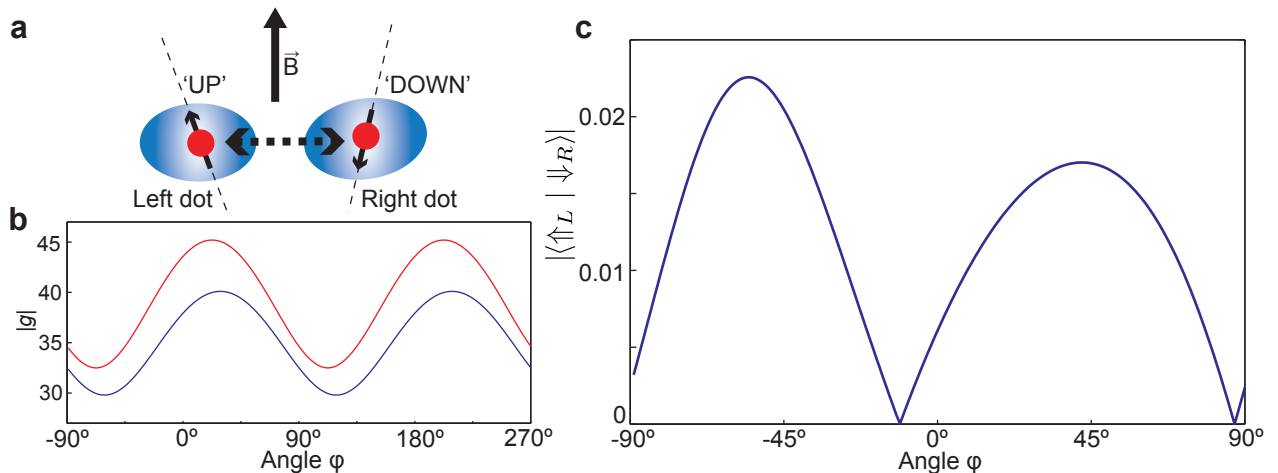 a
B⃗
'UP'
'DOWN'
Left dot
Right dot
b
|g|
45
40
35
30
-90º
0º
90º
180º
270º
Angle φ
c
|⟨⇑L | ⇓R⟩|
0.02
0.01
0
-90º
-45º
0º
45º
90º
Angle φ